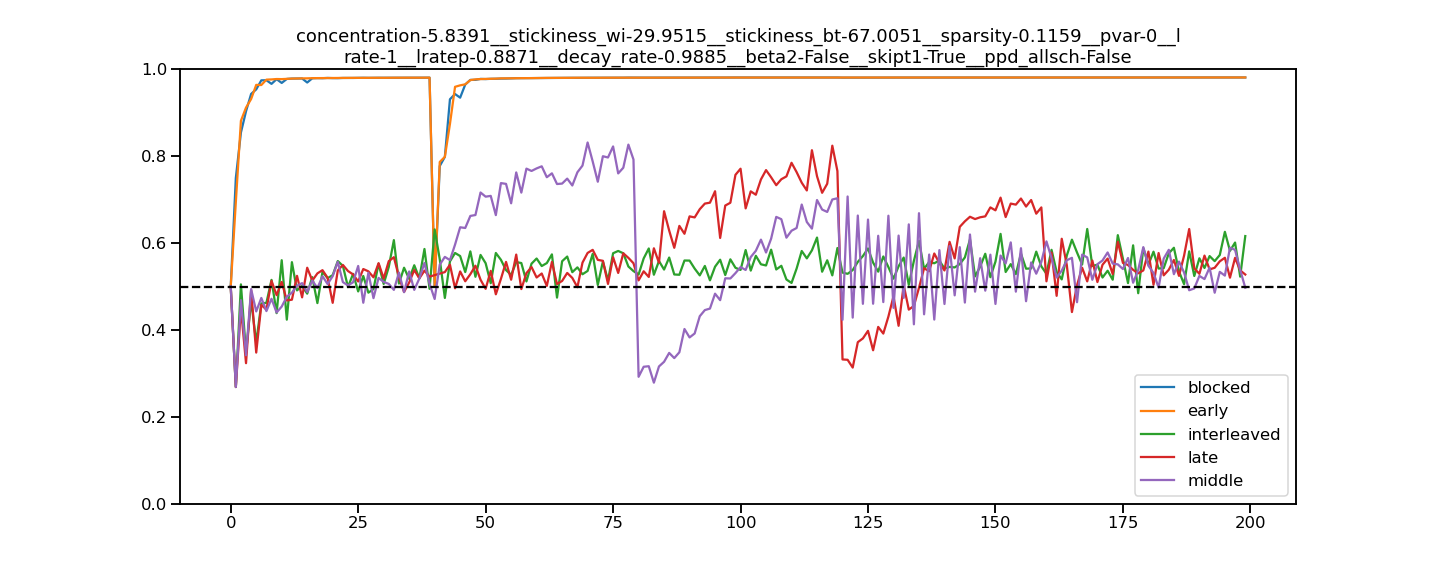 concentration-5.8391__stickiness_wi-29.9515__stickiness_bt-67.0051__sparsity-0.1159__pvar-0__l
rate-1__lratep-0.8871__decay_rate-0.9885__beta2-False__skipt1-True__ppd_allsch-False
1.0
0.8
0.6
0.4
0.2
0.0
0 25 50 75 100 125 150 175 200
blocked
early
interleaved
late
middle